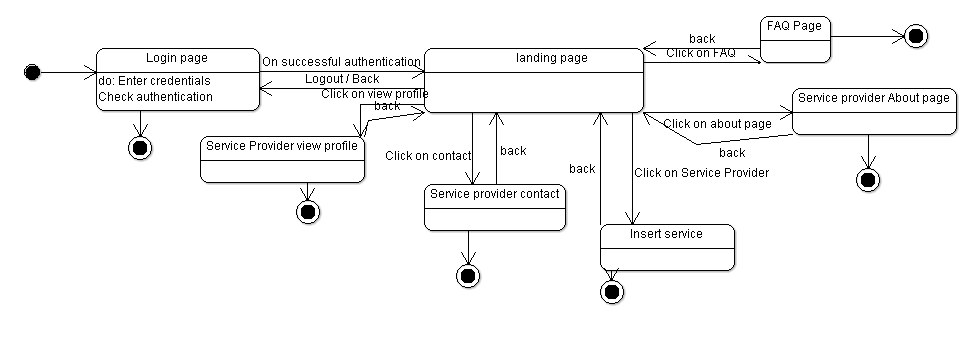 FAQ Page
back
Click on FAQ
Login page
do: Enter credentials
Check authentication
On successful authentication
Logout / Back
landing page
Click on view profile
back
Service provider About page
Click on about page
back
Service Provider view profile
Click on contact
back
back
Click on Service Provider
Service provider contact
Insert service